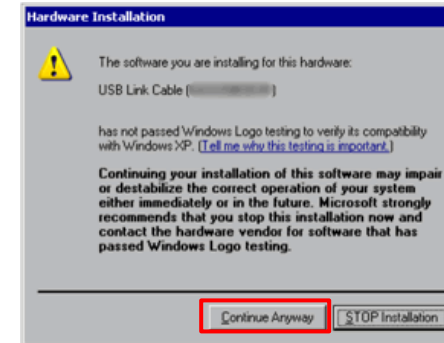 Hardware Installation
The software you are installing for this hardware:
USB Link Cable ( )
has not passed Windows Logo testing to verify its compatibility
with Windows XP. (Tell me why this testing is important.)
Continuing your installation of this software may impair
or destabilize the correct operation of your system
either immediately or in the future. Microsoft strongly
recommends that you stop this installation now and
contact the hardware vendor for software that has
passed Windows Logo testing.
Continue Anyway STOP Installation